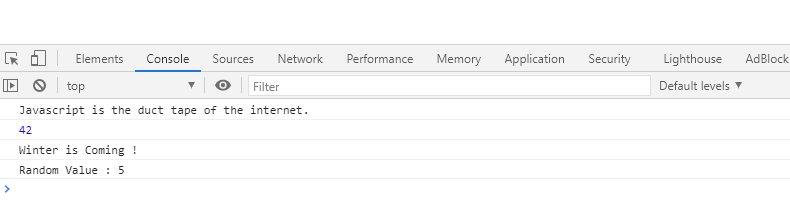 Elements Console Sources Network Performance Memory Application Security Lighthouse AdBlock
top Filter Default levels
Javascript is the duct tape of the internet.
42
Winter is Coming !
Random Value : 5